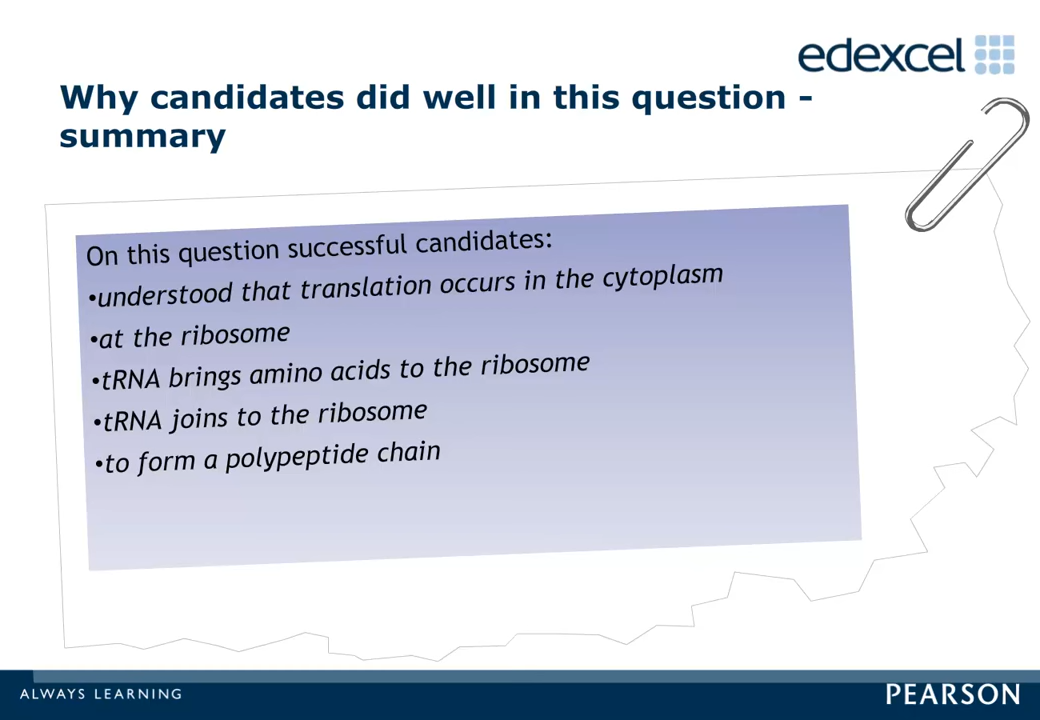 edexcel
Why candidates did well in this question -
summary
On this question successful candidates:
•understood that translation occurs in the cytoplasm
•at the ribosome
•tRNA brings amino acids to the ribosome
•tRNA joins to the ribosome
•to form a polypeptide chain
ALWAYS LEARNING
PEARSON